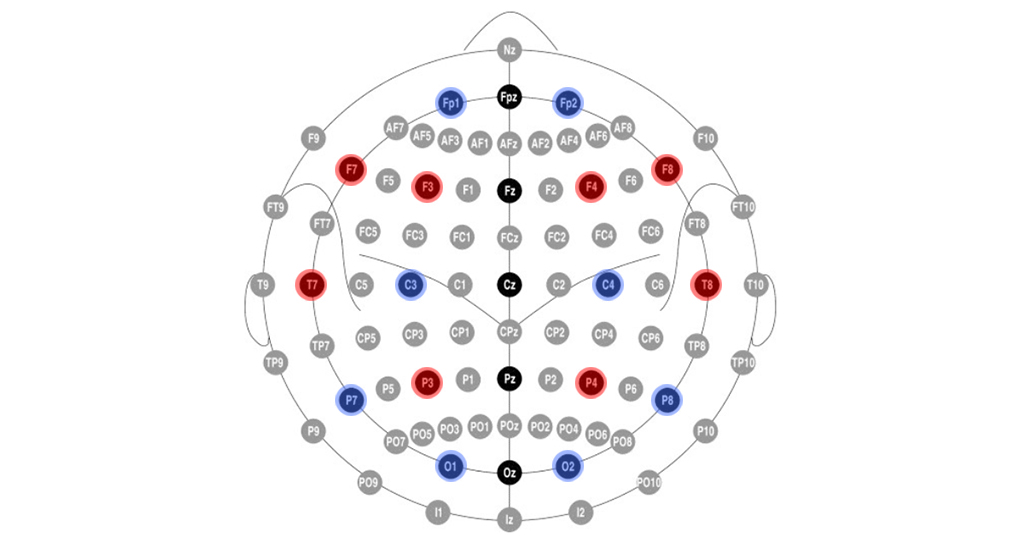 Nz
Fp1 Fpz Fp2
AF7 AF5 AF3 AF1 AFz AF2 AF4 AF6 AF8
F9 F10
F7 F5 F3 F1 Fz F2 F4 F6 F8
FT9 FT7 FC5 FC3 FC1 FCz FC2 FC4 FC6 FT8 FT10
T9 T7 C5 C3 C1 Cz C2 C4 C6 T8 T10
TP9 TP7 CP5 CP3 CP1 CPz CP2 CP4 CP6 TP8 TP10
P7 P5 P3 P1 Pz P2 P4 P6 P8
P9 PO7 PO5 PO3 PO1 POz PO2 PO4 PO6 PO8 P10
O1 Oz O2
PO9 PO10
I1 Iz I2